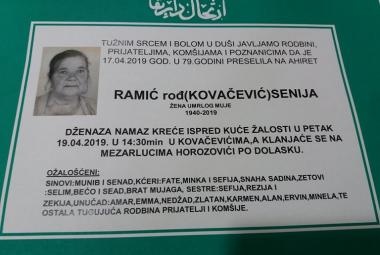 TUŽNIM SRCEM I BOLOM U DUŠI JAVLJAMO RODBINI,
PRIJATELJIMA, KOMŠIJAMA I POZNANICIMA DA JE
17.04.2019 GOD. U 79.GODINI PRESELILA NA AHIRET
RAMIĆ rođ(KOVAČEVIĆ)SENIJA
ŽENA UMRLOG MUJE
1940-2019
DŽENAZA NAMAZ KREĆE ISPRED KUĆE ŽALOSTI U PETAK
19.04.2019. U 14:30min U KOVAČEVIĆIMA,A KLANJAĆE SE NA
MEZARLUCIMA HOROZOVIĆI PO DOLASKU.
OŽALOŠĆENI:
SINOVI:MUNIB I SENAD,KĆERI:FATE,MINKA I SEFIJA,SNAHA SADINA,ZETOVI
:SELIM,BEĆO I SEAD,BRAT MUJAGA, SESTRE:SEFIJA,REZIJA I
ZEKIJA,UNUČAD:AMAR,EMMA,NEDŽAD,ZLATAN,KARMEN,ALAN,ERVIN,MINELA,TE
OSTALA TUGUJUĆA RODBINA PRIJATELJI I KOMŠIJE.